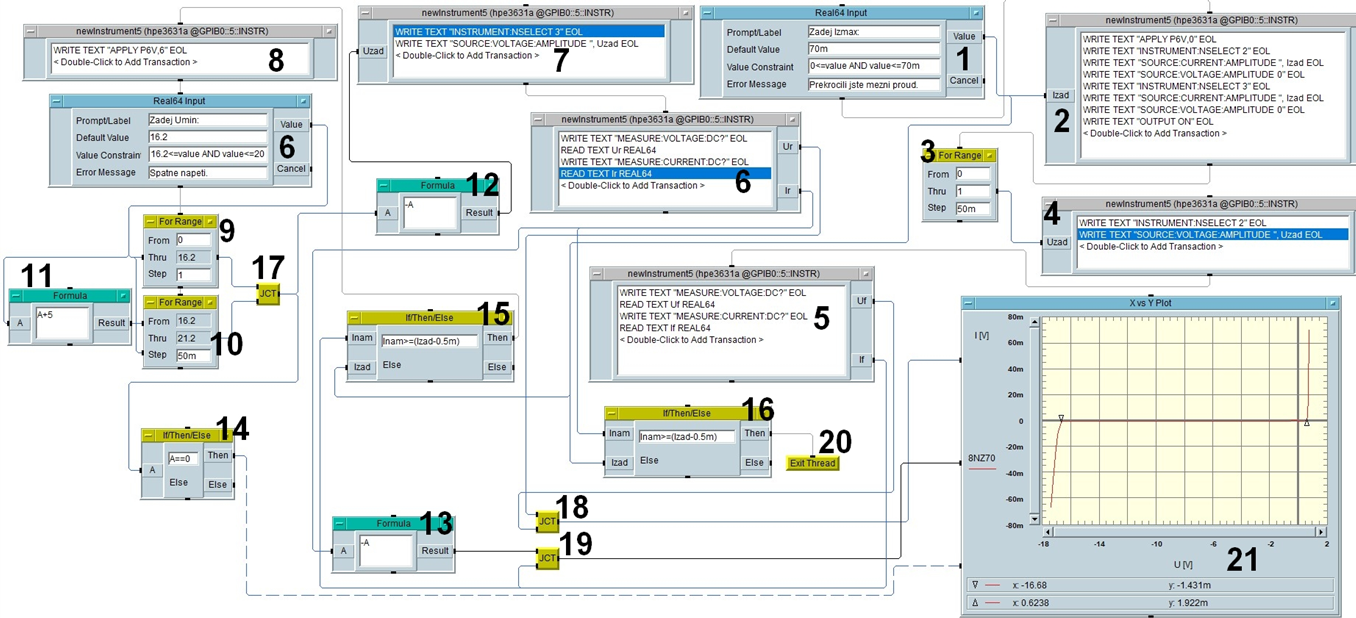 newInstrument5 (hpe3631a @GPIB0::5::INSTR)
WRITE TEXT "APPLY P6V,6" EOL
< Double-Click to Add Transaction >
8
Real64 Input
Prompt/Label
Zadej Umin:
Default Value
16.2
Value Constraint
16.2<=value AND value<=20
Error Message
Spatne napeti.
Value
Cancel
6
newInstrument5 (hpe3631a @GPIB0::5::INSTR)
Uzad
WRITE TEXT "INSTRUMENT:NSELECT 3" EOL
WRITE TEXT "SOURCE:VOLTAGE:AMPLITUDE ", Uzad EOL
< Double-Click to Add Transaction >
7
Real64 Input
Prompt/Label
Zadej Izmax:
Default Value
70m
Value Constraint
0<=value AND value<=70m
Error Message
Prekrocili jste mezni proud.
Value
Cancel
1
newInstrument5 (hpe3631a @GPIB0::5::INSTR)
Izad
WRITE TEXT "APPLY P6V,0" EOL
WRITE TEXT "INSTRUMENT:NSELECT 2" EOL
WRITE TEXT "SOURCE:CURRENT:AMPLITUDE ", Izad EOL
WRITE TEXT "SOURCE:VOLTAGE:AMPLITUDE 0" EOL
WRITE TEXT "INSTRUMENT:NSELECT 3" EOL
WRITE TEXT "SOURCE:CURRENT:AMPLITUDE ", Izad EOL
WRITE TEXT "SOURCE:VOLTAGE:AMPLITUDE 0" EOL
WRITE TEXT "OUTPUT ON" EOL
< Double-Click to Add Transaction >
2
newInstrument5 (hpe3631a @GPIB0::5::INSTR)
WRITE TEXT "MEASURE:VOLTAGE:DC?" EOL
READ TEXT Ur REAL64
WRITE TEXT "MEASURE:CURRENT:DC?" EOL
READ TEXT Ir REAL64
< Double-Click to Add Transaction >
Ur
Ir
6
3
For Range
From 0
Thru 1
Step 50m
4
newInstrument5 (hpe3631a @GPIB0::5::INSTR)
Uzad
WRITE TEXT "INSTRUMENT:NSELECT 2" EOL
WRITE TEXT "SOURCE:VOLTAGE:AMPLITUDE ", Uzad EOL
< Double-Click to Add Transaction >
Formula
12
A
-A
Result
For Range
9
From 0
Thru 16.2
Step 1
For Range
10
From 16.2
Thru 21.2
Step 50m
11
Formula
A
A+5
Result
17
JCT
newInstrument5 (hpe3631a @GPIB0::5::INSTR)
WRITE TEXT "MEASURE:VOLTAGE:DC?" EOL
READ TEXT Uf REAL64
WRITE TEXT "MEASURE:CURRENT:DC?" EOL
READ TEXT If REAL64
< Double-Click to Add Transaction >
Uf
If
5
If/Then/Else
15
Inam
Izad
Inam>=(Izad-0.5m)
Else
Then
Else
If/Then/Else
16
Inam
Izad
Inam>=(Izad-0.5m)
Else
Then
Else
20
Exit Thread
If/Then/Else
14
A
A==0
Else
Then
Else
Formula
13
A
-A
Result
18
JCT
19
JCT
X vs Y Plot
I [V]
8NZ70
80m
60m
40m
20m
0
-20m
-40m
-60m
-80m
-18
-14
-10
-6
-2
2
U [V]
21
x: -16.68
y: -1.431m
x: 0.6238
y: 1.922m